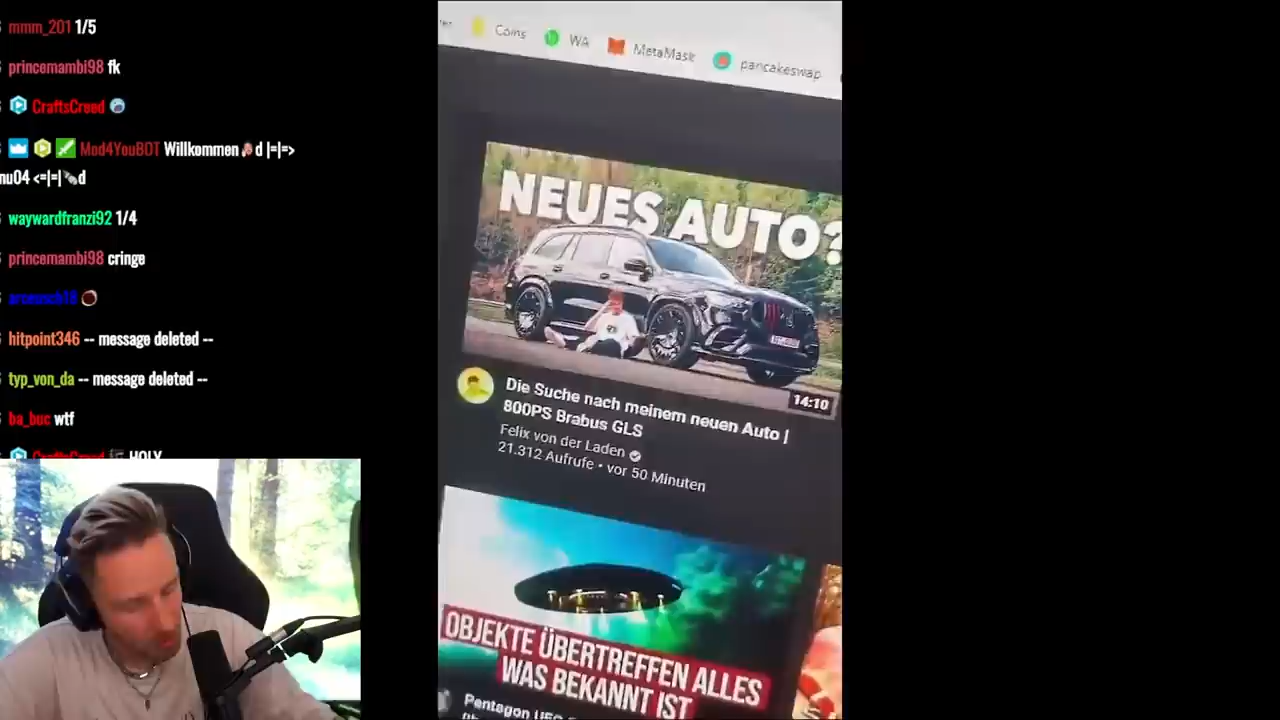 mmm_201 1/5
princemambi98 fk
CraftsCreed
Mod4YouBOT Willkommen d |=|=>
nu04 <=|=| d
waywardfranzi92 1/4
princemambi98 cringe
hitpoint346 -- message deleted --
typ_von_da -- message deleted --
ba_buc wtf
CraftsCreed HOLY
Coins
WA
MetaMask
pancakeswap
NEUES AUTO?
14:10
Die Suche nach meinem neuen Auto |
800PS Brabus GLS
Felix von der Laden
21.312 Aufrufe • vor 50 Minuten
OBJEKTE ÜBERTREFFEN ALLES
WAS BEKANNT IST
Pentagon UFO